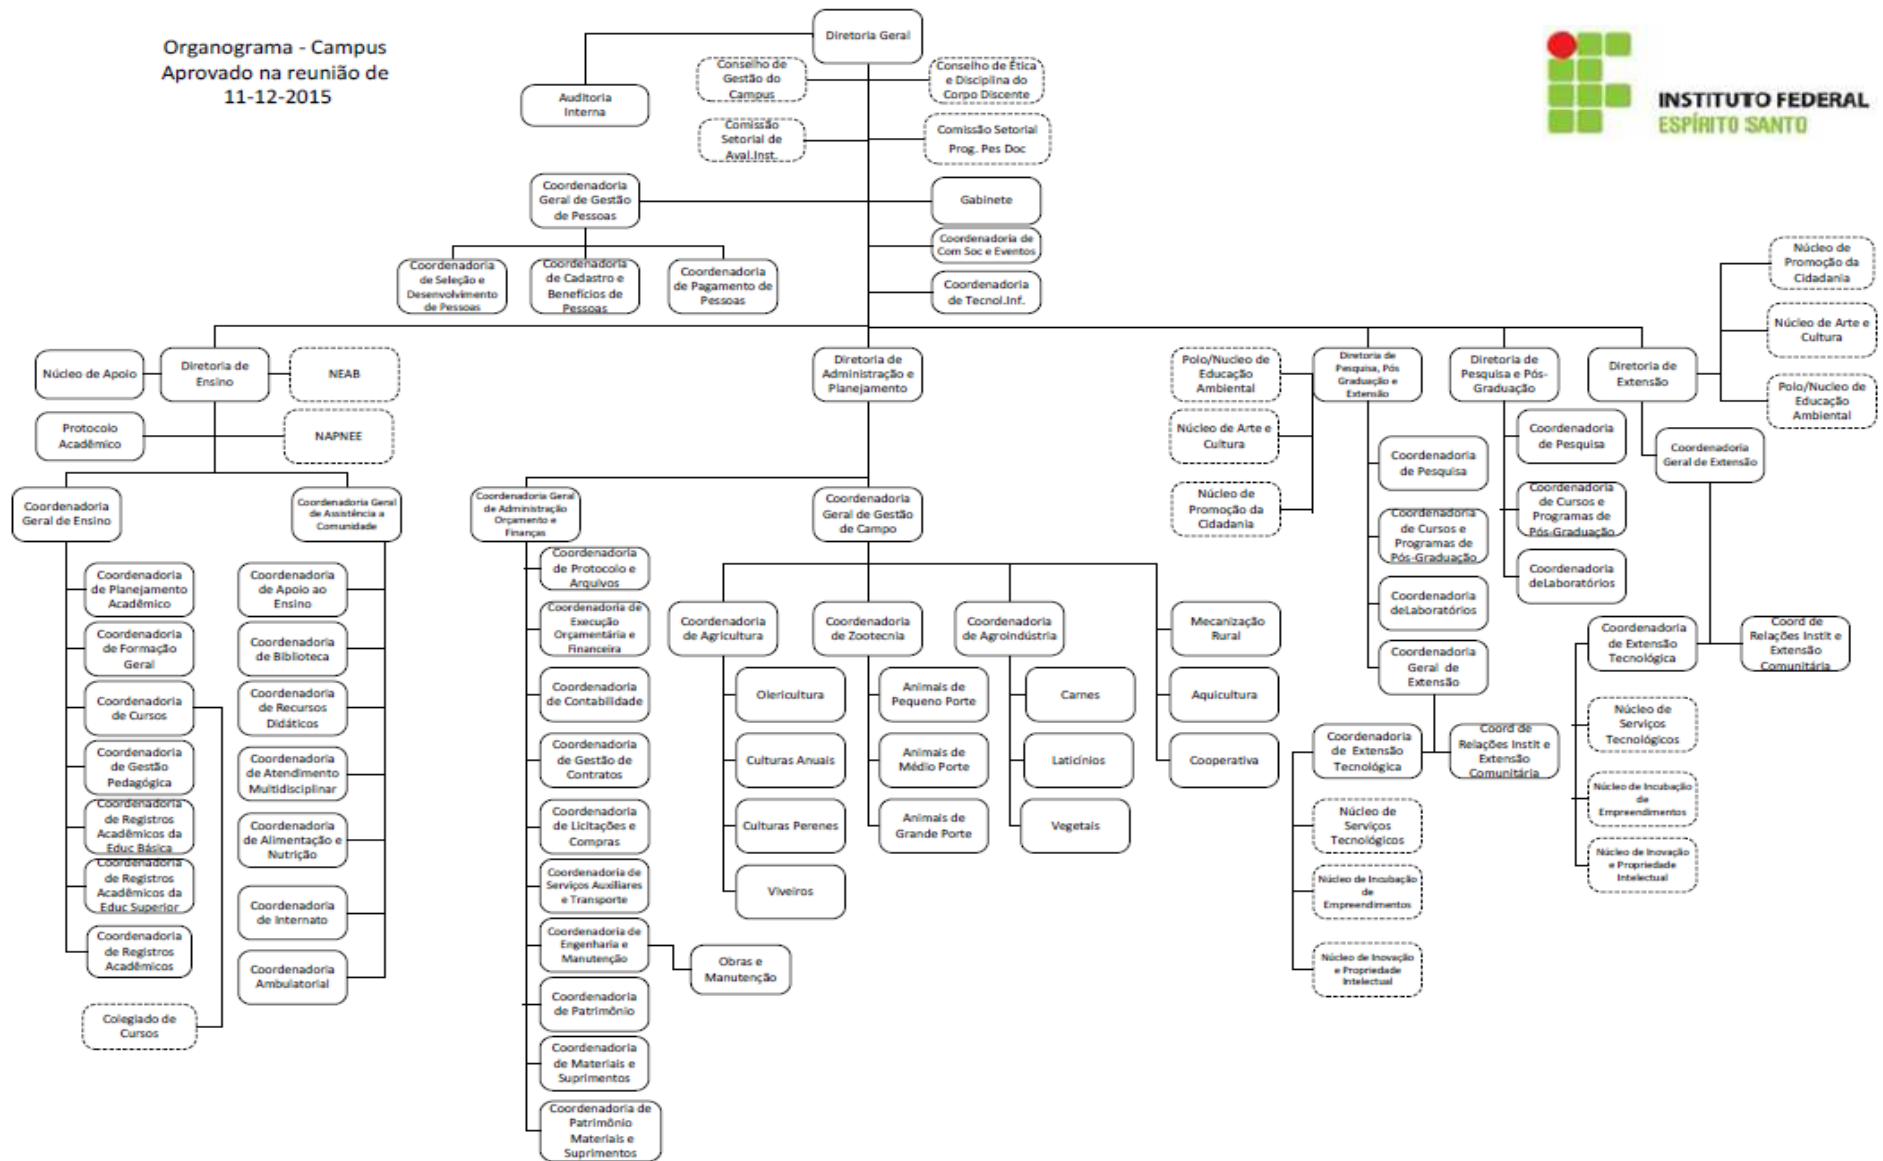 Organograma - Campus
Aprovado na reunião de
11-12-2015
Diretoria Geral
INSTITUTO FEDERAL
ESPÍRITO SANTO
Conselho de
Gestão do
Campus
Conselho de Ética
e Disciplina do
Corpo Discente
Auditoria
Interna
Comissão
Setorial de
Aval.Inst.
Comissão Setorial
Prog. Pes Doc
Coordenadoria
Geral de Gestão
de Pessoas
Gabinete
Coordenadoria de
Com Soc e Eventos
Coordenadoria
de Seleção e
Desenvolvimento
de Pessoas
Coordenadoria
de Cadastro e
Benefícios de
Pessoas
Coordenadoria
de Pagamento de
Pessoas
Coordenadoria
de Tecnol.Inf.
Núcleo de
Promoção da
Cidadania
Núcleo de Arte e
Cultura
Polo/Nucleo de
Educação
Ambiental
Núcleo de Apoio
Diretoria de
Ensino
NEAB
Protocolo
Acadêmico
NAPNEE
Diretoria de
Administração e
Planejamento
Polo/Nucleo de
Educação
Ambiental
Núcleo de Arte e
Cultura
Núcleo de
Promoção da
Cidadania
Diretoria de
Pesquisa, Pós
Graduação e
Extensão
Diretoria de
Pesquisa e Pós-
Graduação
Diretoria de
Extensão
Coordenadoria
de Pesquisa
Coordenadoria
de Cursos e
Programas de
Pós-Graduação
Coordenadoria
deLaboratórios
Coordenadoria
Geral de
Extensão
Coordenadoria
de Pesquisa
Coordenadoria
de Cursos e
Programas de
Pós-Graduação
Coordenadoria
deLaboratórios
Coordenadoria
Geral de Extensão
Coordenadoria
Geral de Ensino
Coordenadoria Geral
de Assistência a
Comunidade
Coordenadoria Geral
de Administração
Orçamento e
Finanças
Coordenadoria
Geral de Gestão
de Campo
Coordenadoria
de Planejamento
Acadêmico
Coordenadoria
de Formação
Geral
Coordenadoria
de Cursos
Coordenadoria
de Gestão
Pedagógica
Coordenadoria
de Registros
Acadêmicos da
Educ Básica
Coordenadoria
de Registros
Acadêmicos da
Educ Superior
Coordenadoria
de Registros
Acadêmicos
Colegiado de
Cursos
Coordenadoria
de Apoio ao
Ensino
Coordenadoria
de Biblioteca
Coordenadoria
de Recursos
Didáticos
Coordenadoria
de Atendimento
Multidisciplinar
Coordenadoria
de Alimentação e
Nutrição
Coordenadoria
de Internato
Coordenadoria
Ambulatorial
Coordenadoria
de Protocolo e
Arquivos
Coordenadoria de
Execução
Orçamentária e
Financeira
Coordenadoria
de Contabilidade
Coordenadoria
de Gestão de
Contratos
Coordenadoria
de Licitações e
Compras
Coordenadoria de
Serviços Auxiliares
e Transporte
Coordenadoria de
Engenharia e
Manutenção
Obras e
Manutenção
Coordenadoria
de Patrimônio
Coordenadoria
de Materiais e
Suprimentos
Coordenadoria de
Patrimônio
Materiais e
Suprimentos
Coordenadoria
de Agricultura
Olericultura
Culturas Anuais
Culturas Perenes
Viveiros
Coordenadoria
de Zootecnia
Animais de
Pequeno Porte
Animais de
Médio Porte
Animais de
Grande Porte
Coordenadoria
de Agroindústria
Carnes
Laticínios
Vegetais
Mecanização
Rural
Aquicultura
Cooperativa
Coordenadoria
de Extensão
Tecnológica
Coord de
Relações Instit e
Extensão
Comunitária
Núcleo de
Serviços
Tecnológicos
Núcleo de Incubação
de
Empreendimentos
Núcleo de Inovação
e Propriedade
Intelectual
Coordenadoria
de Extensão
Tecnológica
Coord de
Relações Instit e
Extensão
Comunitária
Núcleo de
Serviços
Tecnológicos
Núcleo de Incubação
de
Empreendimentos
Núcleo de Inovação
e Propriedade
Intelectual